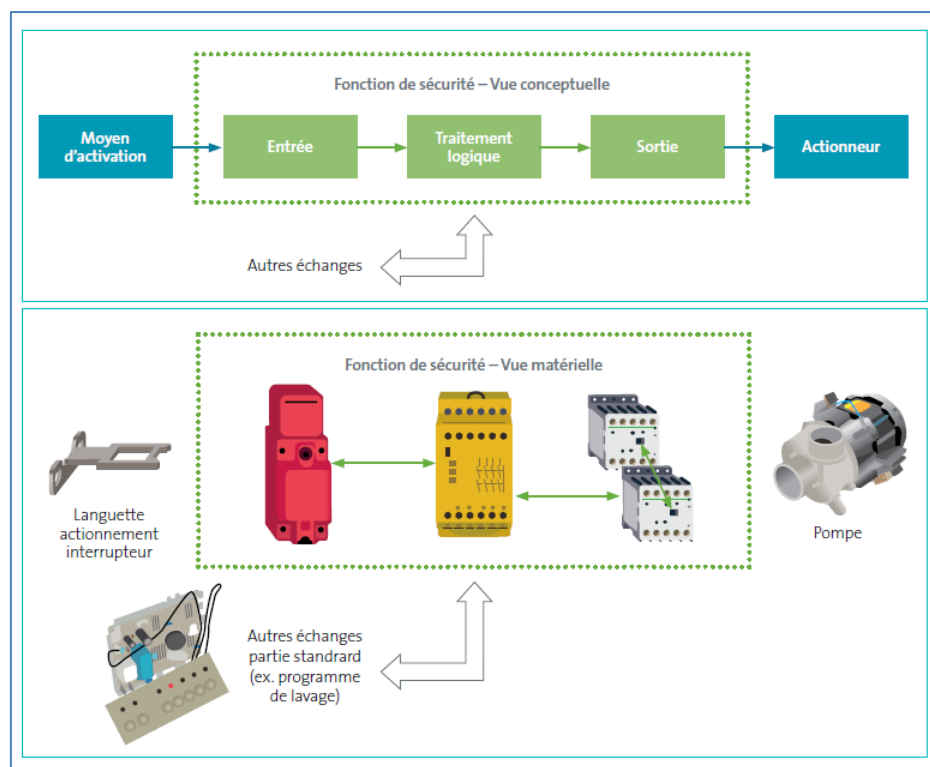 Fonction de sécurité – Vue conceptuelle
Moyen
d'activation
Entrée
Traitement
logique
Sortie
Actionneur
Autres échanges
Fonction de sécurité – Vue matérielle
Languette
actionnement
interrupteur
Pompe
Autres échanges
partie standrard
(ex. programme
de lavage)